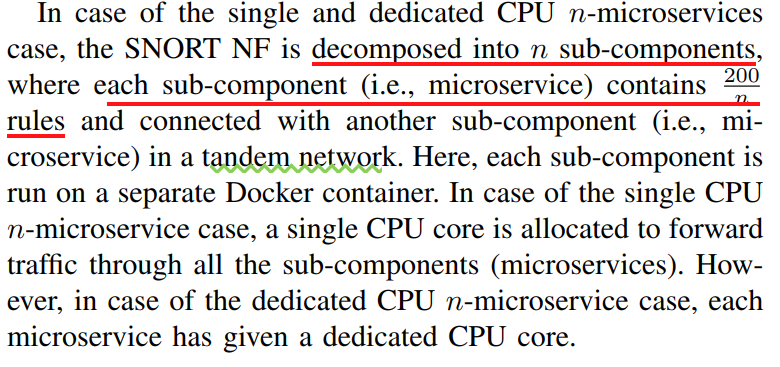 In case of the single and dedicated CPU n-microservices
case, the SNORT NF is decomposed into n sub-components,
where each sub-component (i.e., microservice) contains 200/n
rules and connected with another sub-component (i.e., mi-
croservice) in a tandem network. Here, each sub-component is
run on a separate Docker container. In case of the single CPU
n-microservice case, a single CPU core is allocated to forward
traffic through all the sub-components (microservices). How-
ever, in case of the dedicated CPU n-microservice case, each
microservice has given a dedicated CPU core.